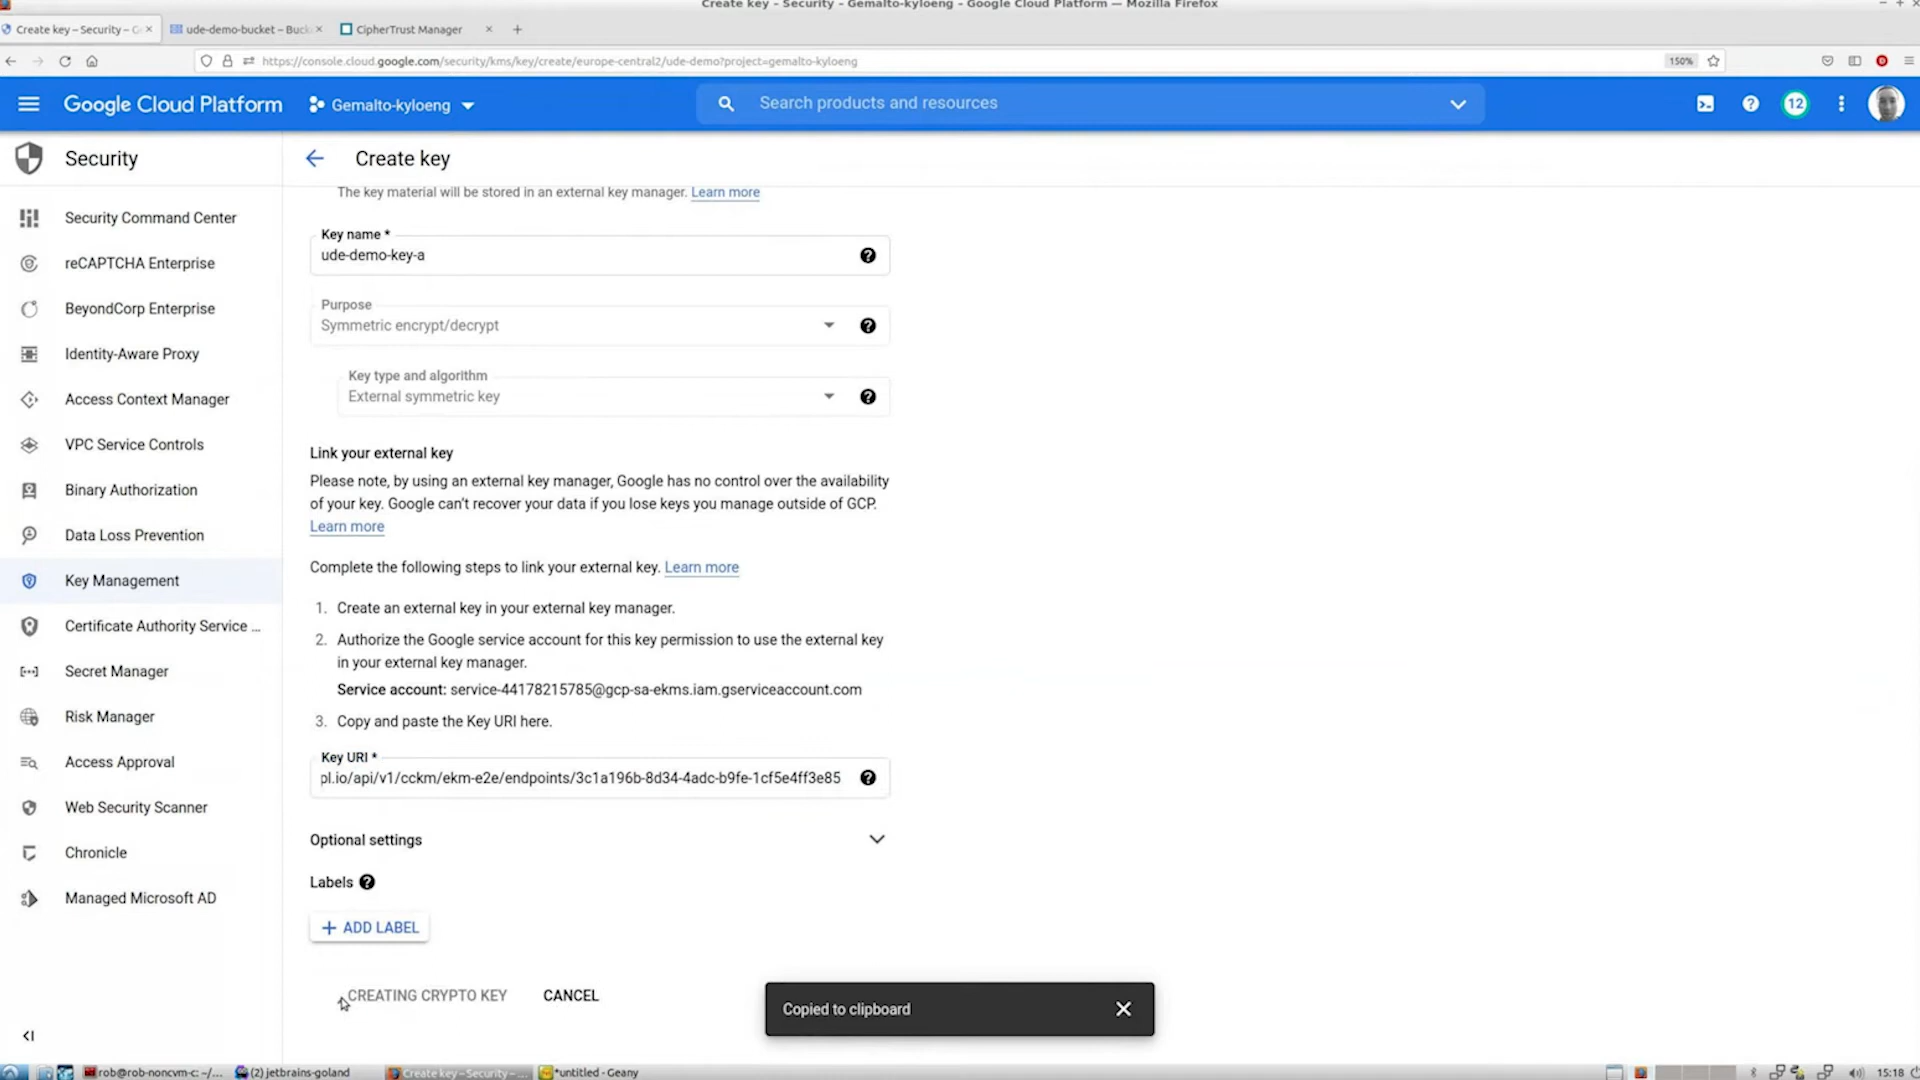 Create key – Security – Gemalto-kyloeng – Google Cloud Platform — Mozilla Firefox
Create key – Security – G
ude-demo-bucket – Buck
CipherTrust Manager
https://console.cloud.google.com/security/kms/key/create/europe-central2/ude-demo?project=gemalto-kyloeng
150%
Google Cloud Platform
Gemalto-kyloeng
Search products and resources
12
Security
Create key
The key material will be stored in an external key manager. Learn more
Security Command Center
reCAPTCHA Enterprise
BeyondCorp Enterprise
Identity-Aware Proxy
Access Context Manager
VPC Service Controls
Binary Authorization
Data Loss Prevention
Key Management
Certificate Authority Service ...
Secret Manager
Risk Manager
Access Approval
Web Security Scanner
Chronicle
Managed Microsoft AD
Key name *
ude-demo-key-a
Purpose
Symmetric encrypt/decrypt
Key type and algorithm
External symmetric key
Link your external key
Please note, by using an external key manager, Google has no control over the availability
of your key. Google can't recover your data if you lose keys you manage outside of GCP.
Learn more
Complete the following steps to link your external key. Learn more
1. Create an external key in your external key manager.
2. Authorize the Google service account for this key permission to use the external key
in your external key manager.
Service account: service-44178215785@gcp-sa-ekms.iam.gserviceaccount.com
3. Copy and paste the Key URI here.
Key URI *
pl.io/api/v1/cckm/ekm-e2e/endpoints/3c1a196b-8d34-4adc-b9fe-1cf5e4ff3e85
Optional settings
Labels
+ ADD LABEL
CREATING CRYPTO KEY
CANCEL
Copied to clipboard
rob@rob-noncvm-c: ~/...
(2) jetbrains-goland
Create key – Security – ...
*untitled - Geany
15:18